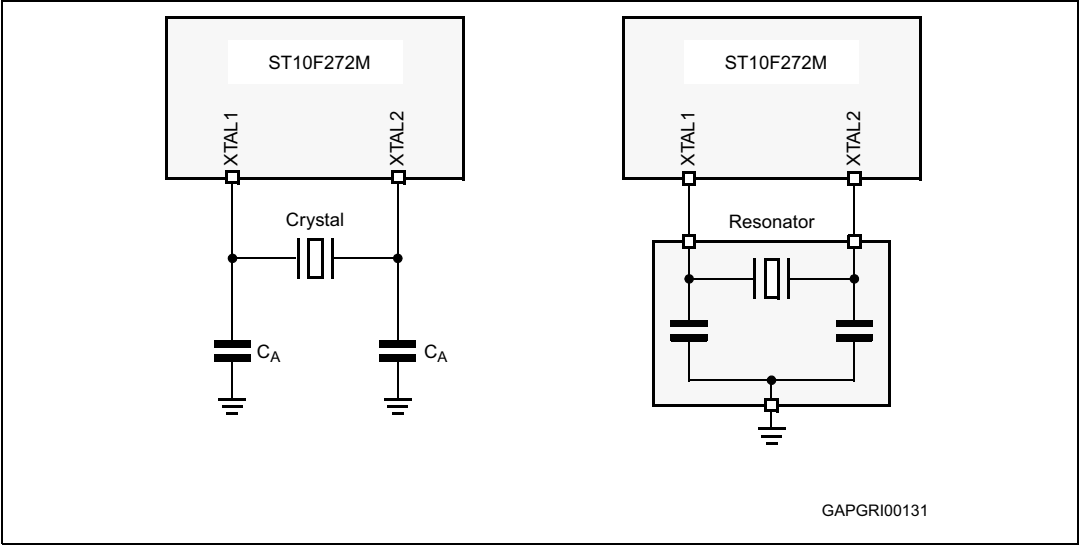 ST10F272M
XTAL1
XTAL2
Crystal
CA
CA
ST10F272M
XTAL1
XTAL2
Resonator
GAPGRI00131